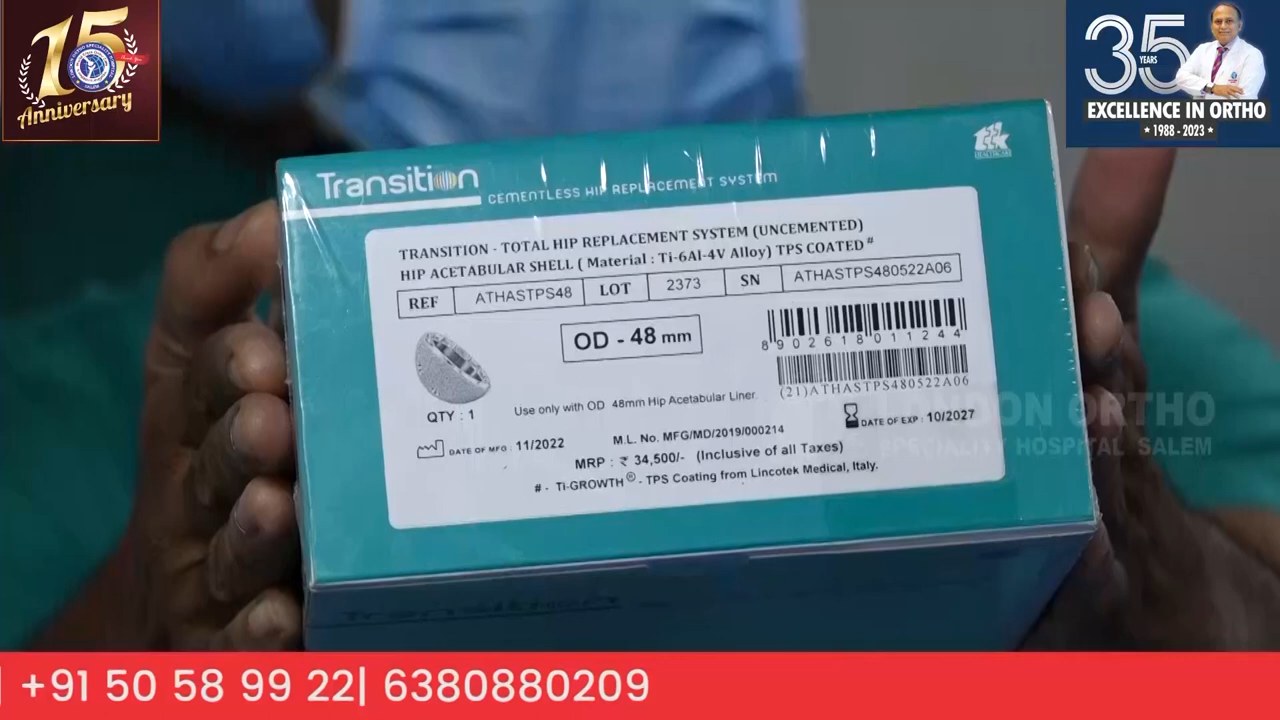 15
Anniversary
35
YEARS
EXCELLENCE IN ORTHO
★ 1988 - 2023 ★
Transition
CEMENTLESS HIP REPLACEMENT SYSTEM
HEALTHCARE
TRANSITION - TOTAL HIP REPLACEMENT SYSTEM (UNCEMENTED)
HIP ACETABULAR SHELL ( Material : Ti-6Al-4V Alloy) TPS COATED #
REF ATHASTPS48 LOT 2373 SN ATHASTPS480522A06
OD - 48 mm
8 902618 011244
(21)ATHASTPS480522A06
QTY : 1
Use only with OD 48mm Hip Acetabular Liner.
DATE OF MFG : 11/2022
M.L. No. MFG/MD/2019/000214
DATE OF EXP : 10/2027
MRP : ₹ 34,500/- (Inclusive of all Taxes)
# - Ti-GROWTH® - TPS Coating from Lincotek Medical, Italy.
LONDON ORTHO
SPECIALITY HOSPITAL SALEM
Transition
+91 50 58 99 22| 6380880209